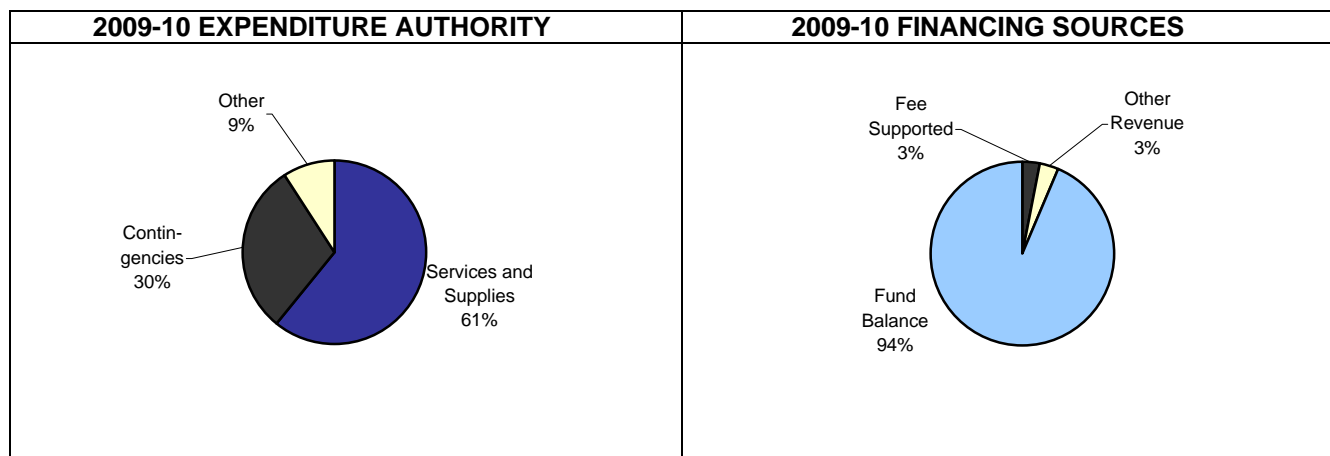 2009-10 EXPENDITURE AUTHORITY
Other
9%
Contin-
gencies
30%
Services and
Supplies
61%
2009-10 FINANCING SOURCES
Fee
Supported
3%
Other
Revenue
3%
Fund
Balance
94%